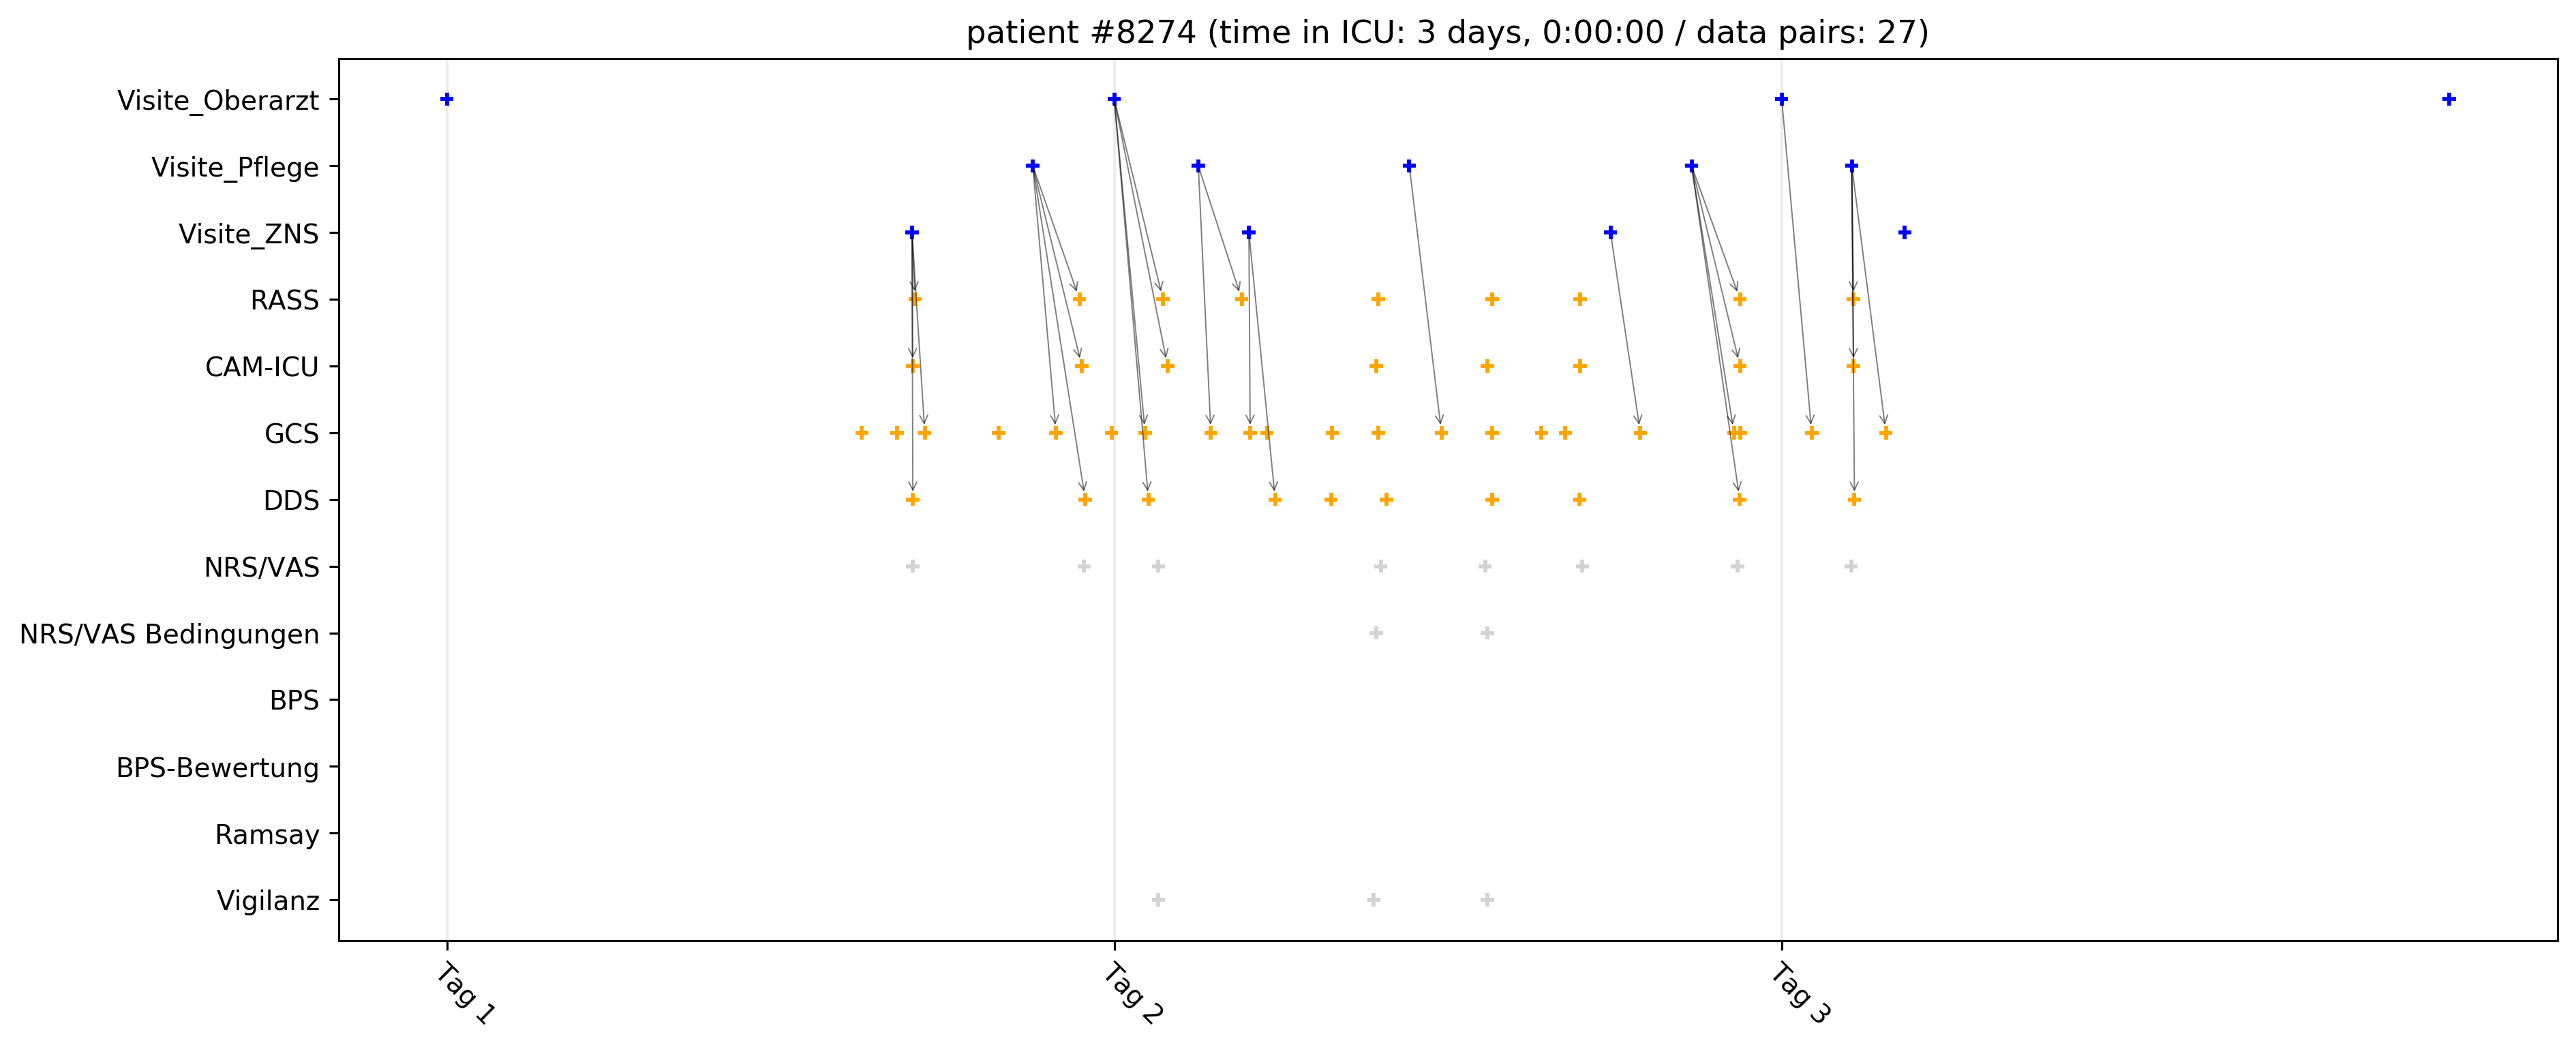 patient #8274 (time in ICU: 3 days, 0:00:00 / data pairs: 27)
Visite_Oberarzt
Visite_Pflege
Visite_ZNS
RASS
CAM-ICU
GCS
DDS
NRS/VAS
NRS/VAS Bedingungen
BPS
BPS-Bewertung
Ramsay
Vigilanz
Tag 1
Tag 2
Tag 3